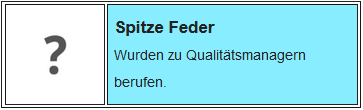 ?
Spitze Feder
Wurden zu Qualitätsmanagern
berufen.